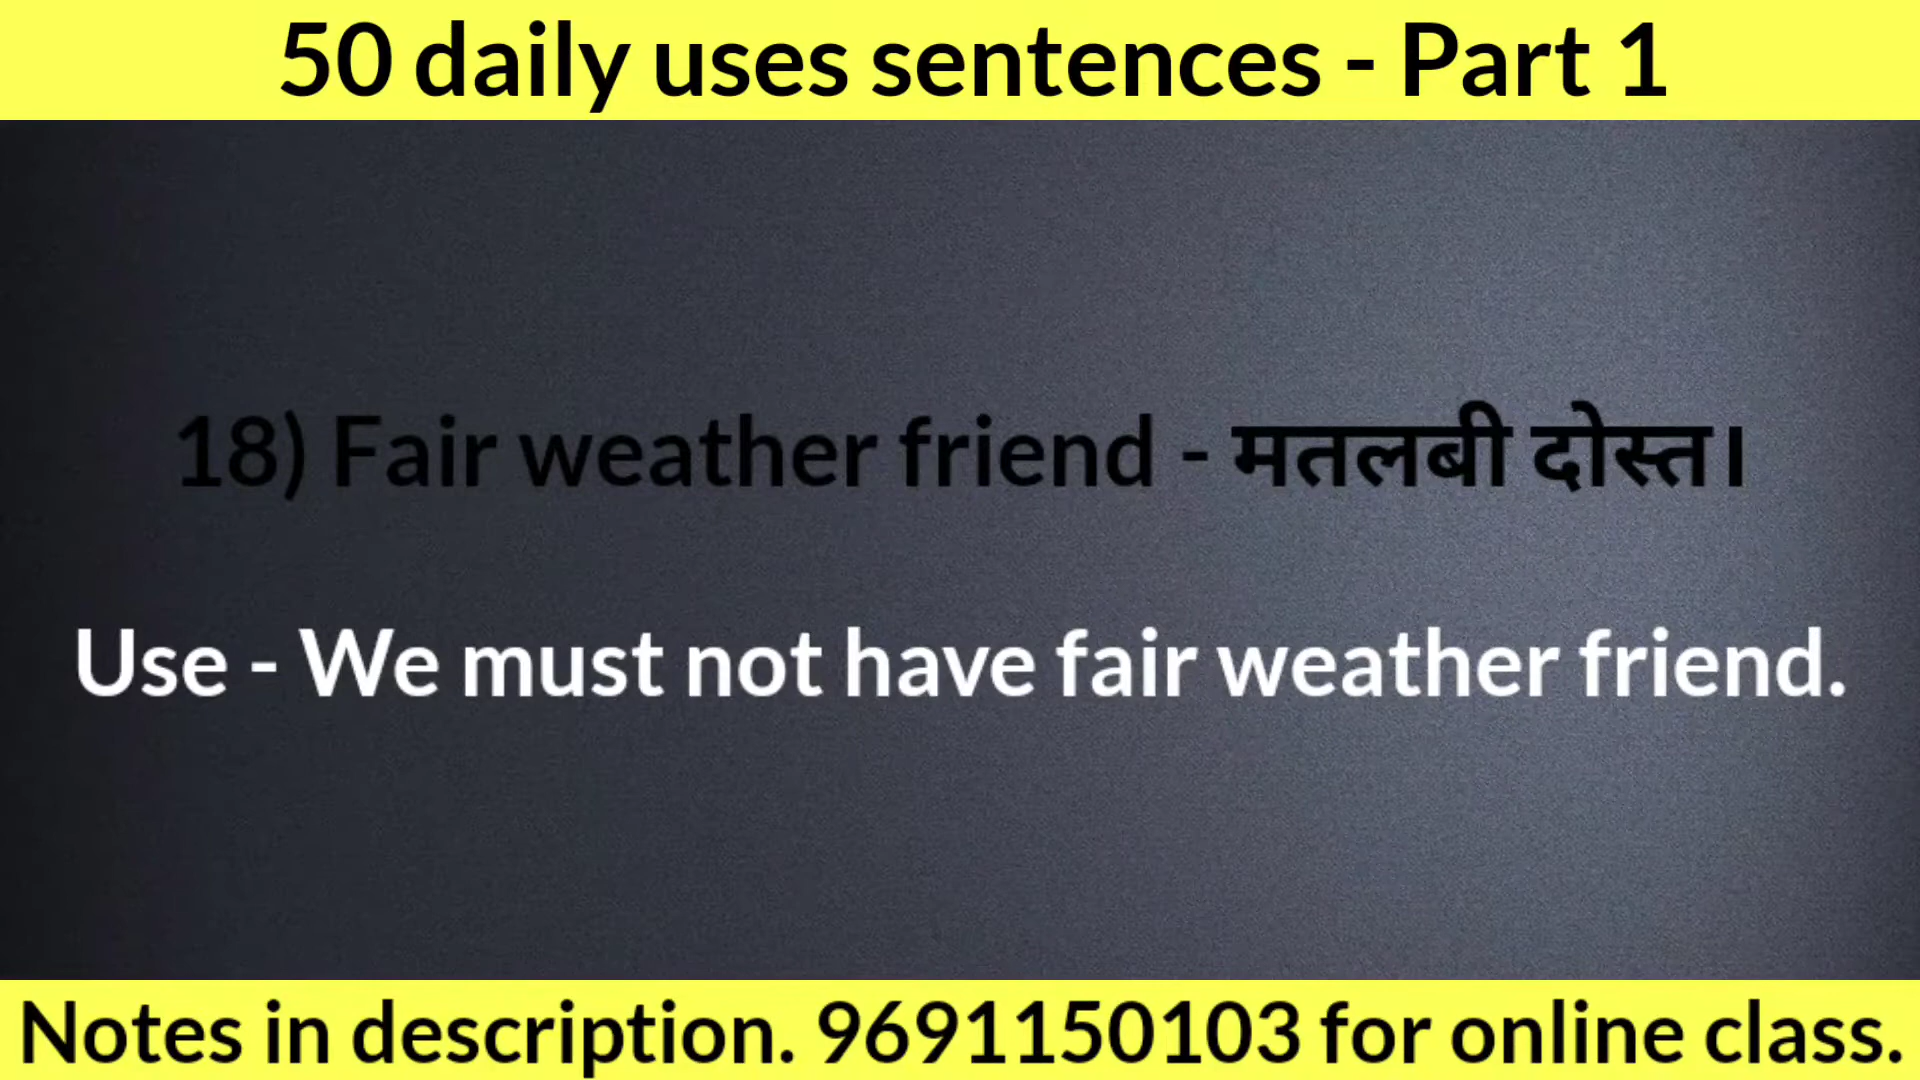 50 daily uses sentences - Part 1
18) Fair weather friend - मतलबी दोस्त।
Use - We must not have fair weather friend.
Notes in description. 9691150103 for online class.